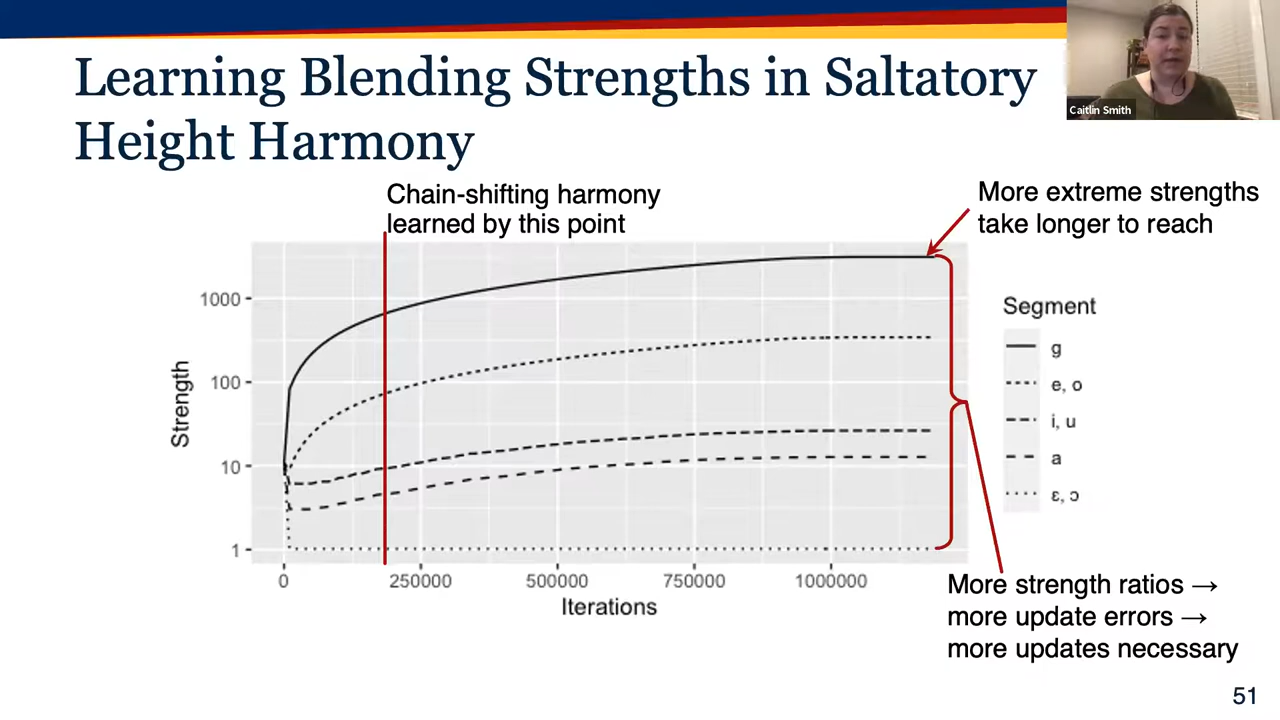 Learning Blending Strengths in Saltatory
Height Harmony
Caitlin Smith
Chain-shifting harmony
learned by this point
More extreme strengths
take longer to reach
Strength
1000
100
10
1
0
250000
500000
750000
1000000
Iterations
Segment
g
e, o
i, u
a
ɛ, ɔ
More strength ratios →
more update errors →
more updates necessary
51